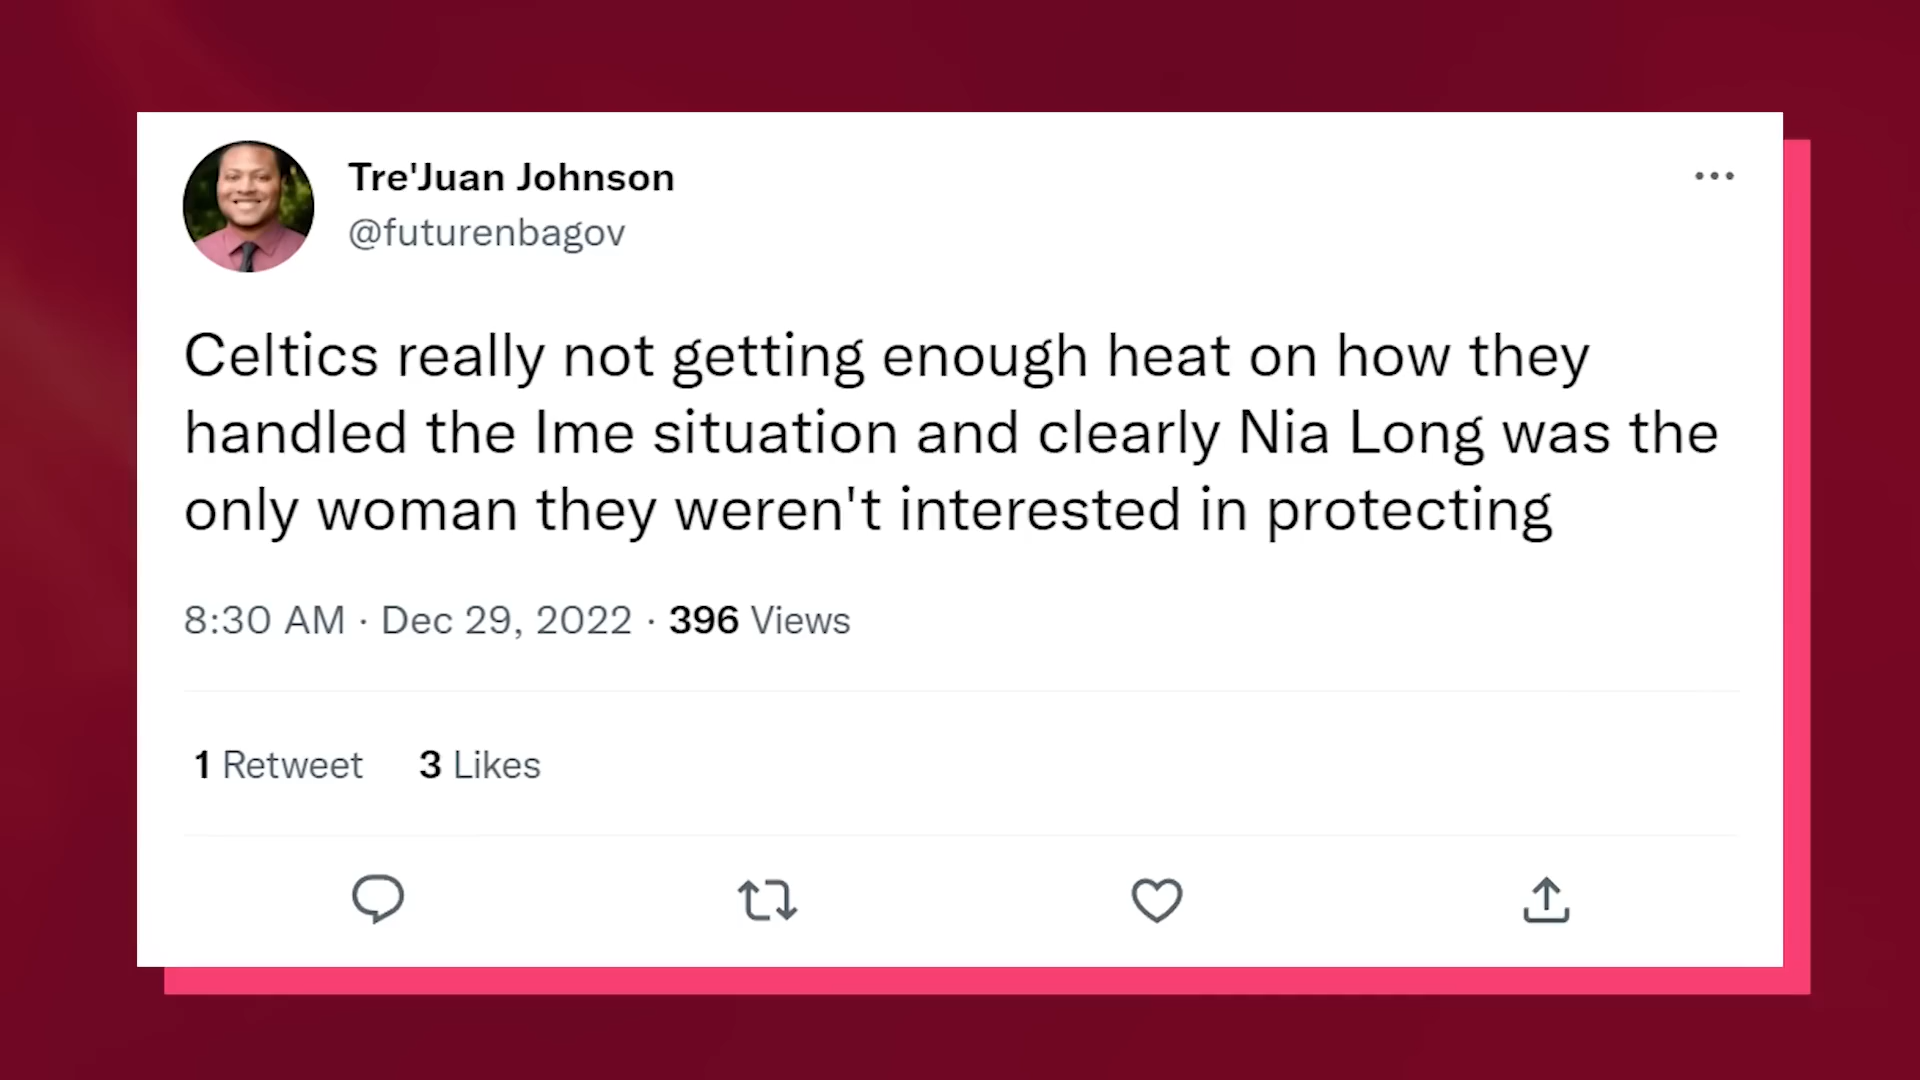 Tre'Juan Johnson
@futurenbagov
Celtics really not getting enough heat on how they
handled the Ime situation and clearly Nia Long was the
only woman they weren't interested in protecting
8:30 AM · Dec 29, 2022 · 396 Views
1 Retweet 3 Likes